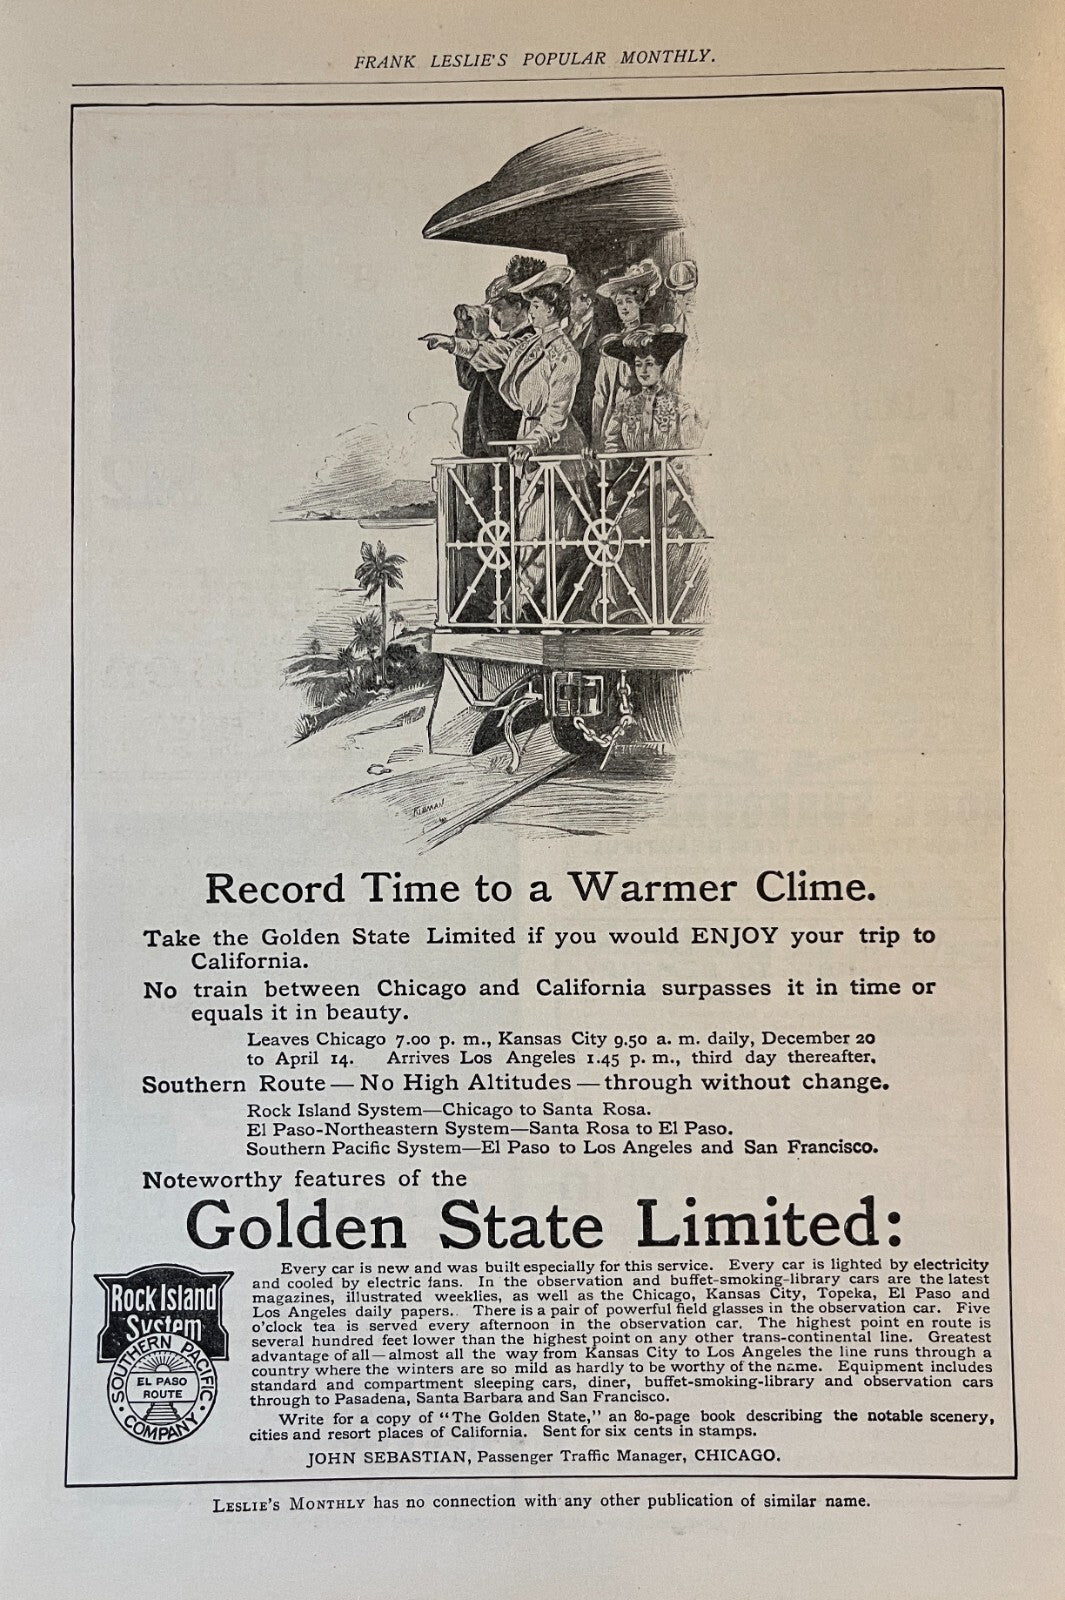 FRANK LESLIE'S POPULAR MONTHLY.
KLEMAN
Record Time to a Warmer Clime.
Take the Golden State Limited if you would ENJOY your trip to
California.
No train between Chicago and California surpasses it in time or
equals it in beauty.
Leaves Chicago 7.00 p. m., Kansas City 9.50 a. m. daily, December 20
to April 14. Arrives Los Angeles 1.45 p. m., third day thereafter.
Southern Route — No High Altitudes — through without change.
Rock Island System—Chicago to Santa Rosa.
El Paso-Northeastern System—Santa Rosa to El Paso.
Southern Pacific System—El Paso to Los Angeles and San Francisco.
Noteworthy features of the
Golden State Limited:
Every car is new and was built especially for this service. Every car is lighted by electricity
and cooled by electric fans. In the observation and buffet-smoking-library cars are the latest
magazines, illustrated weeklies, as well as the Chicago, Kansas City, Topeka, El Paso and
Los Angeles daily papers. There is a pair of powerful field glasses in the observation car. Five
o'clock tea is served every afternoon in the observation car. The highest point en route is
several hundred feet lower than the highest point on any other trans-continental line. Greatest
advantage of all—almost all the way from Kansas City to Los Angeles the line runs through a
country where the winters are so mild as hardly to be worthy of the name. Equipment includes
standard and compartment sleeping cars, diner, buffet-smoking-library and observation cars
through to Pasadena, Santa Barbara and San Francisco.
Write for a copy of "The Golden State," an 80-page book describing the notable scenery,
cities and resort places of California. Sent for six cents in stamps.
JOHN SEBASTIAN, Passenger Traffic Manager, CHICAGO.
Rock Island
System
SOUTHERN PACIFIC
EL PASO
ROUTE
COMPANY
LESLIE'S MONTHLY has no connection with any other publication of similar name.